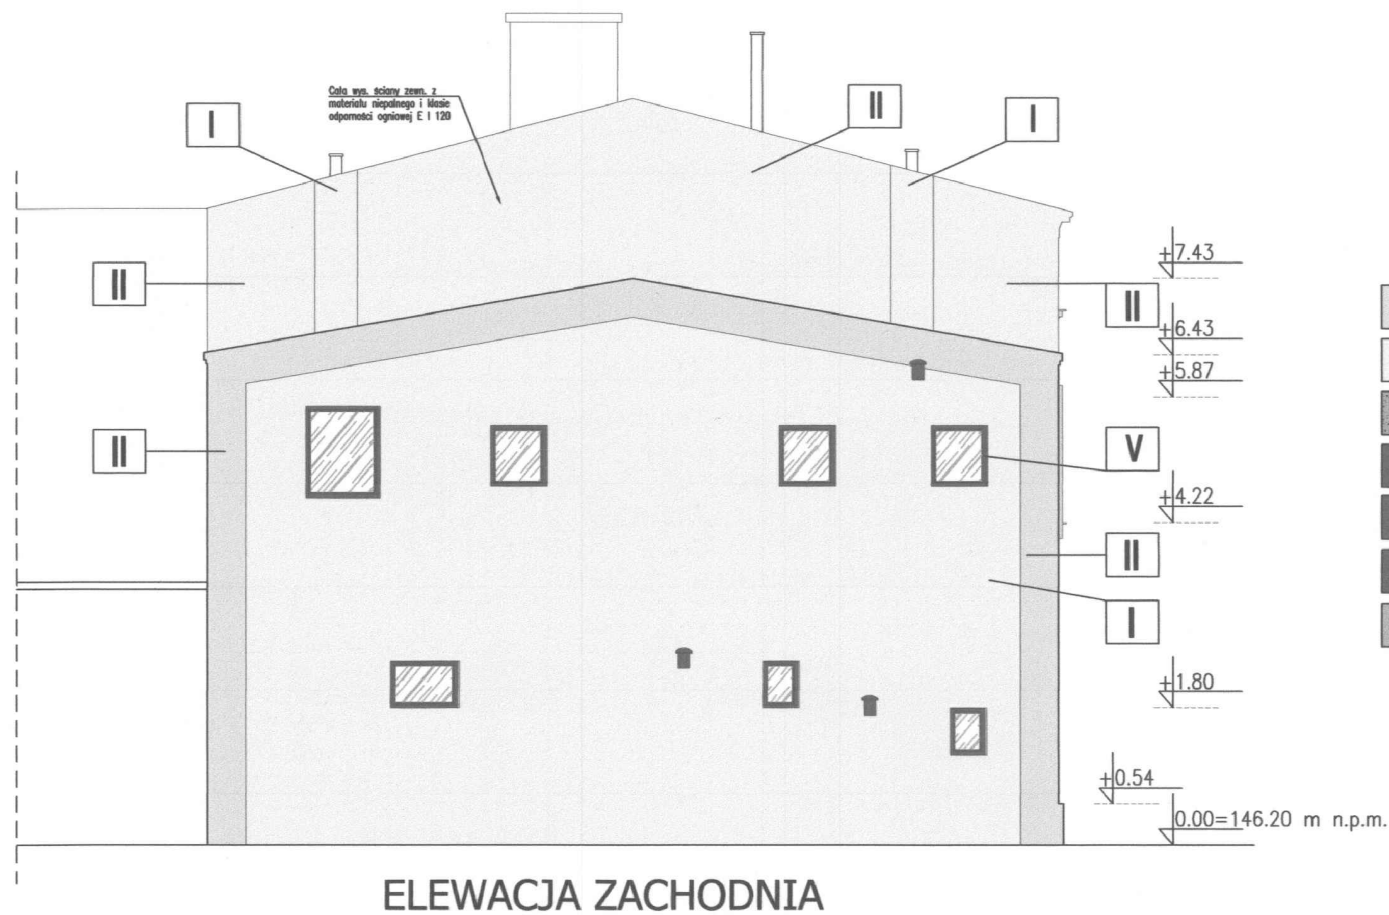 Cała wys. ściany zewn. z
materiału niepalnego i klasie
odporności ogniowej E I 120
I
II
I
+7.43
II
II
+6.43
+5.87
II
V
+4.22
II
I
+1.80
+0.54
0.00=146.20 m n.p.m.
ELEWACJA ZACHODNIA